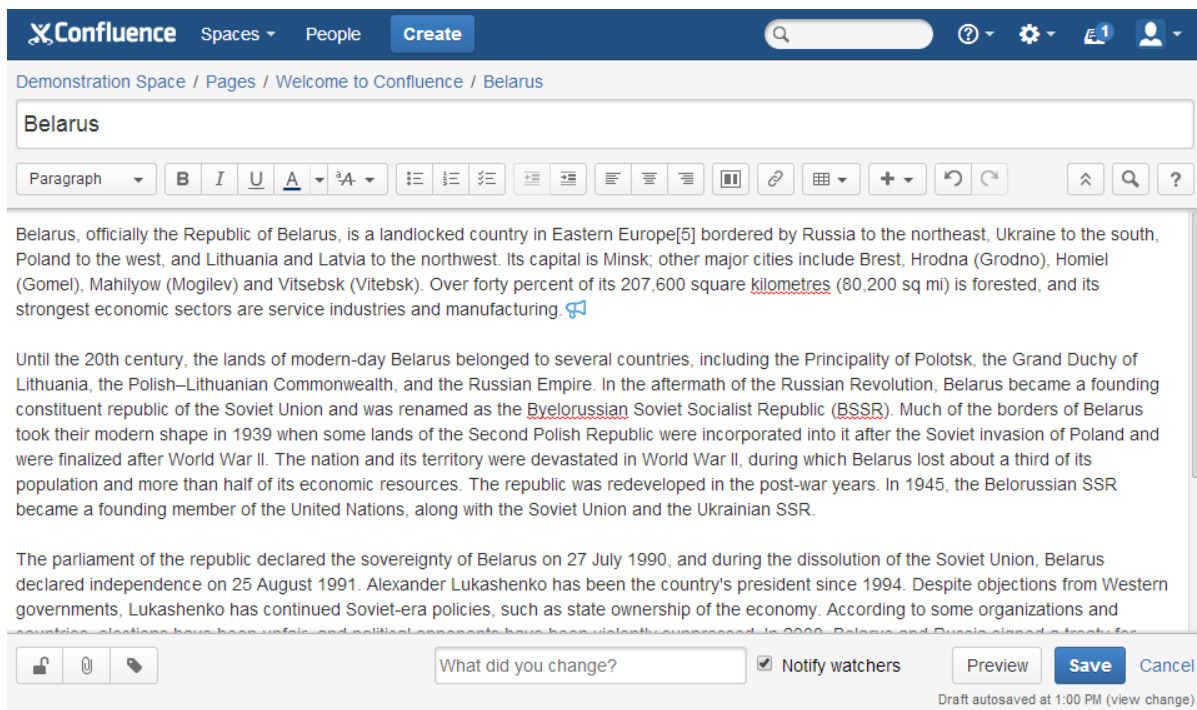 Confluence Spaces People Create 1
Demonstration Space / Pages / Welcome to Confluence / Belarus
Belarus
Paragraph B I U A ªA + ?
Belarus, officially the Republic of Belarus, is a landlocked country in Eastern Europe[5] bordered by Russia to the northeast, Ukraine to the south,
Poland to the west, and Lithuania and Latvia to the northwest. Its capital is Minsk; other major cities include Brest, Hrodna (Grodno), Homiel
(Gomel), Mahilyow (Mogilev) and Vitsebsk (Vitebsk). Over forty percent of its 207,600 square kilometres (80,200 sq mi) is forested, and its
strongest economic sectors are service industries and manufacturing.
Until the 20th century, the lands of modern-day Belarus belonged to several countries, including the Principality of Polotsk, the Grand Duchy of
Lithuania, the Polish–Lithuanian Commonwealth, and the Russian Empire. In the aftermath of the Russian Revolution, Belarus became a founding
constituent republic of the Soviet Union and was renamed as the Byelorussian Soviet Socialist Republic (BSSR). Much of the borders of Belarus
took their modern shape in 1939 when some lands of the Second Polish Republic were incorporated into it after the Soviet invasion of Poland and
were finalized after World War II. The nation and its territory were devastated in World War II, during which Belarus lost about a third of its
population and more than half of its economic resources. The republic was redeveloped in the post-war years. In 1945, the Belorussian SSR
became a founding member of the United Nations, along with the Soviet Union and the Ukrainian SSR.
The parliament of the republic declared the sovereignty of Belarus on 27 July 1990, and during the dissolution of the Soviet Union, Belarus
declared independence on 25 August 1991. Alexander Lukashenko has been the country's president since 1994. Despite objections from Western
governments, Lukashenko has continued Soviet-era policies, such as state ownership of the economy. According to some organizations and
What did you change? Notify watchers Preview Save Cancel
Draft autosaved at 1:00 PM (view change)